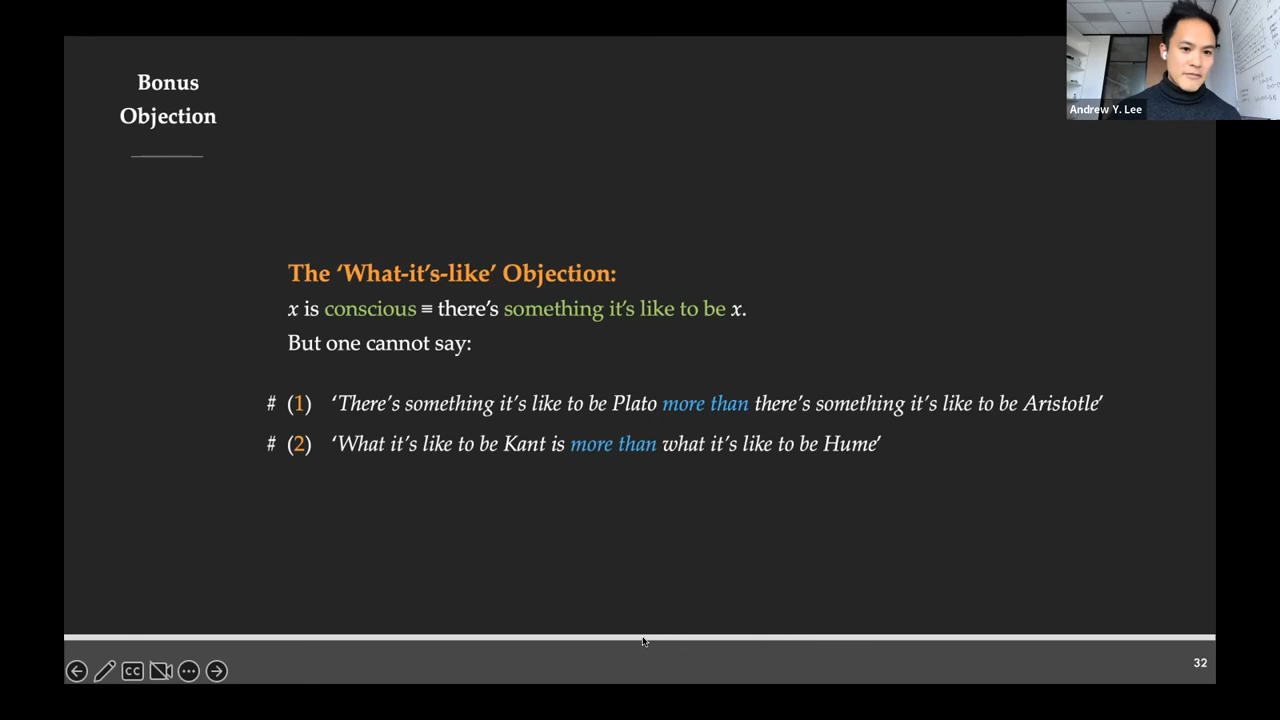 Bonus
Objection
Andrew Y. Lee
The ‘What-it’s-like’ Objection:
x is conscious ≡ there’s something it’s like to be x.
But one cannot say:
# (1) ‘There’s something it’s like to be Plato more than there’s something it’s like to be Aristotle’
# (2) ‘What it’s like to be Kant is more than what it’s like to be Hume’
CC
32